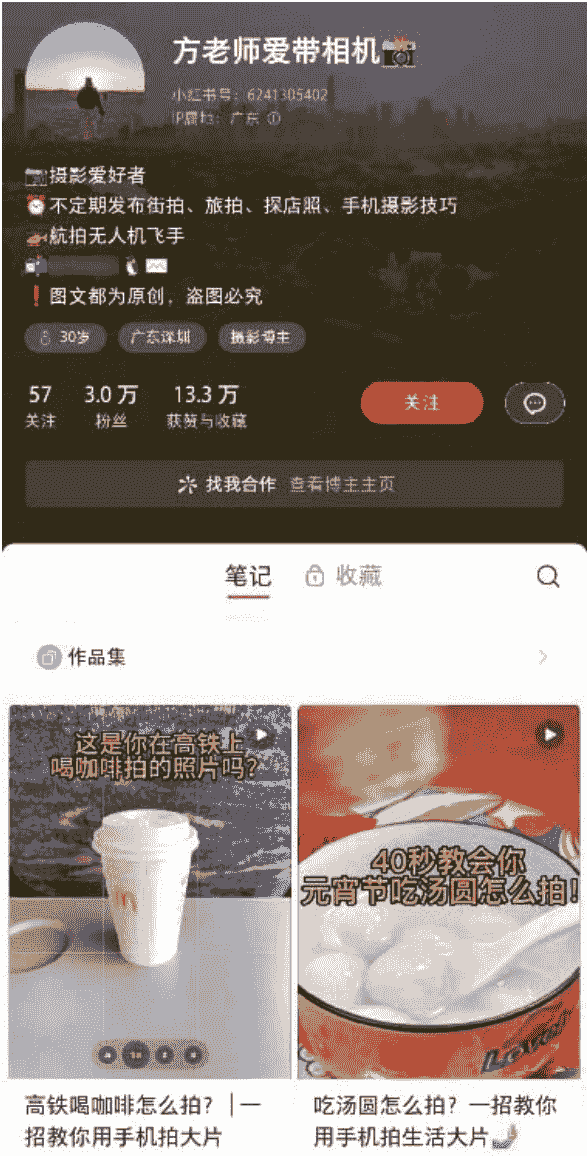 方老师爱带相机
小红书号：6241305402
IP属地：广东
摄影爱好者
不定期发布街拍、旅拍、探店照、手机摄影技巧
航拍无人机飞手
图文都为原创，盗图必究
30岁 广东深圳 摄影博主
57 3.0万 13.3万
关注 粉丝 获赞与收藏 关注
找我合作 查看博主主页
笔记 收藏
作品集
这是你在高铁上
喝咖啡拍的照片吗？
40秒教会你
元宵节吃汤圆怎么拍！
高铁喝咖啡怎么拍？|一
招教你用手机拍大片
吃汤圆怎么拍？一招教你
用手机拍生活大片